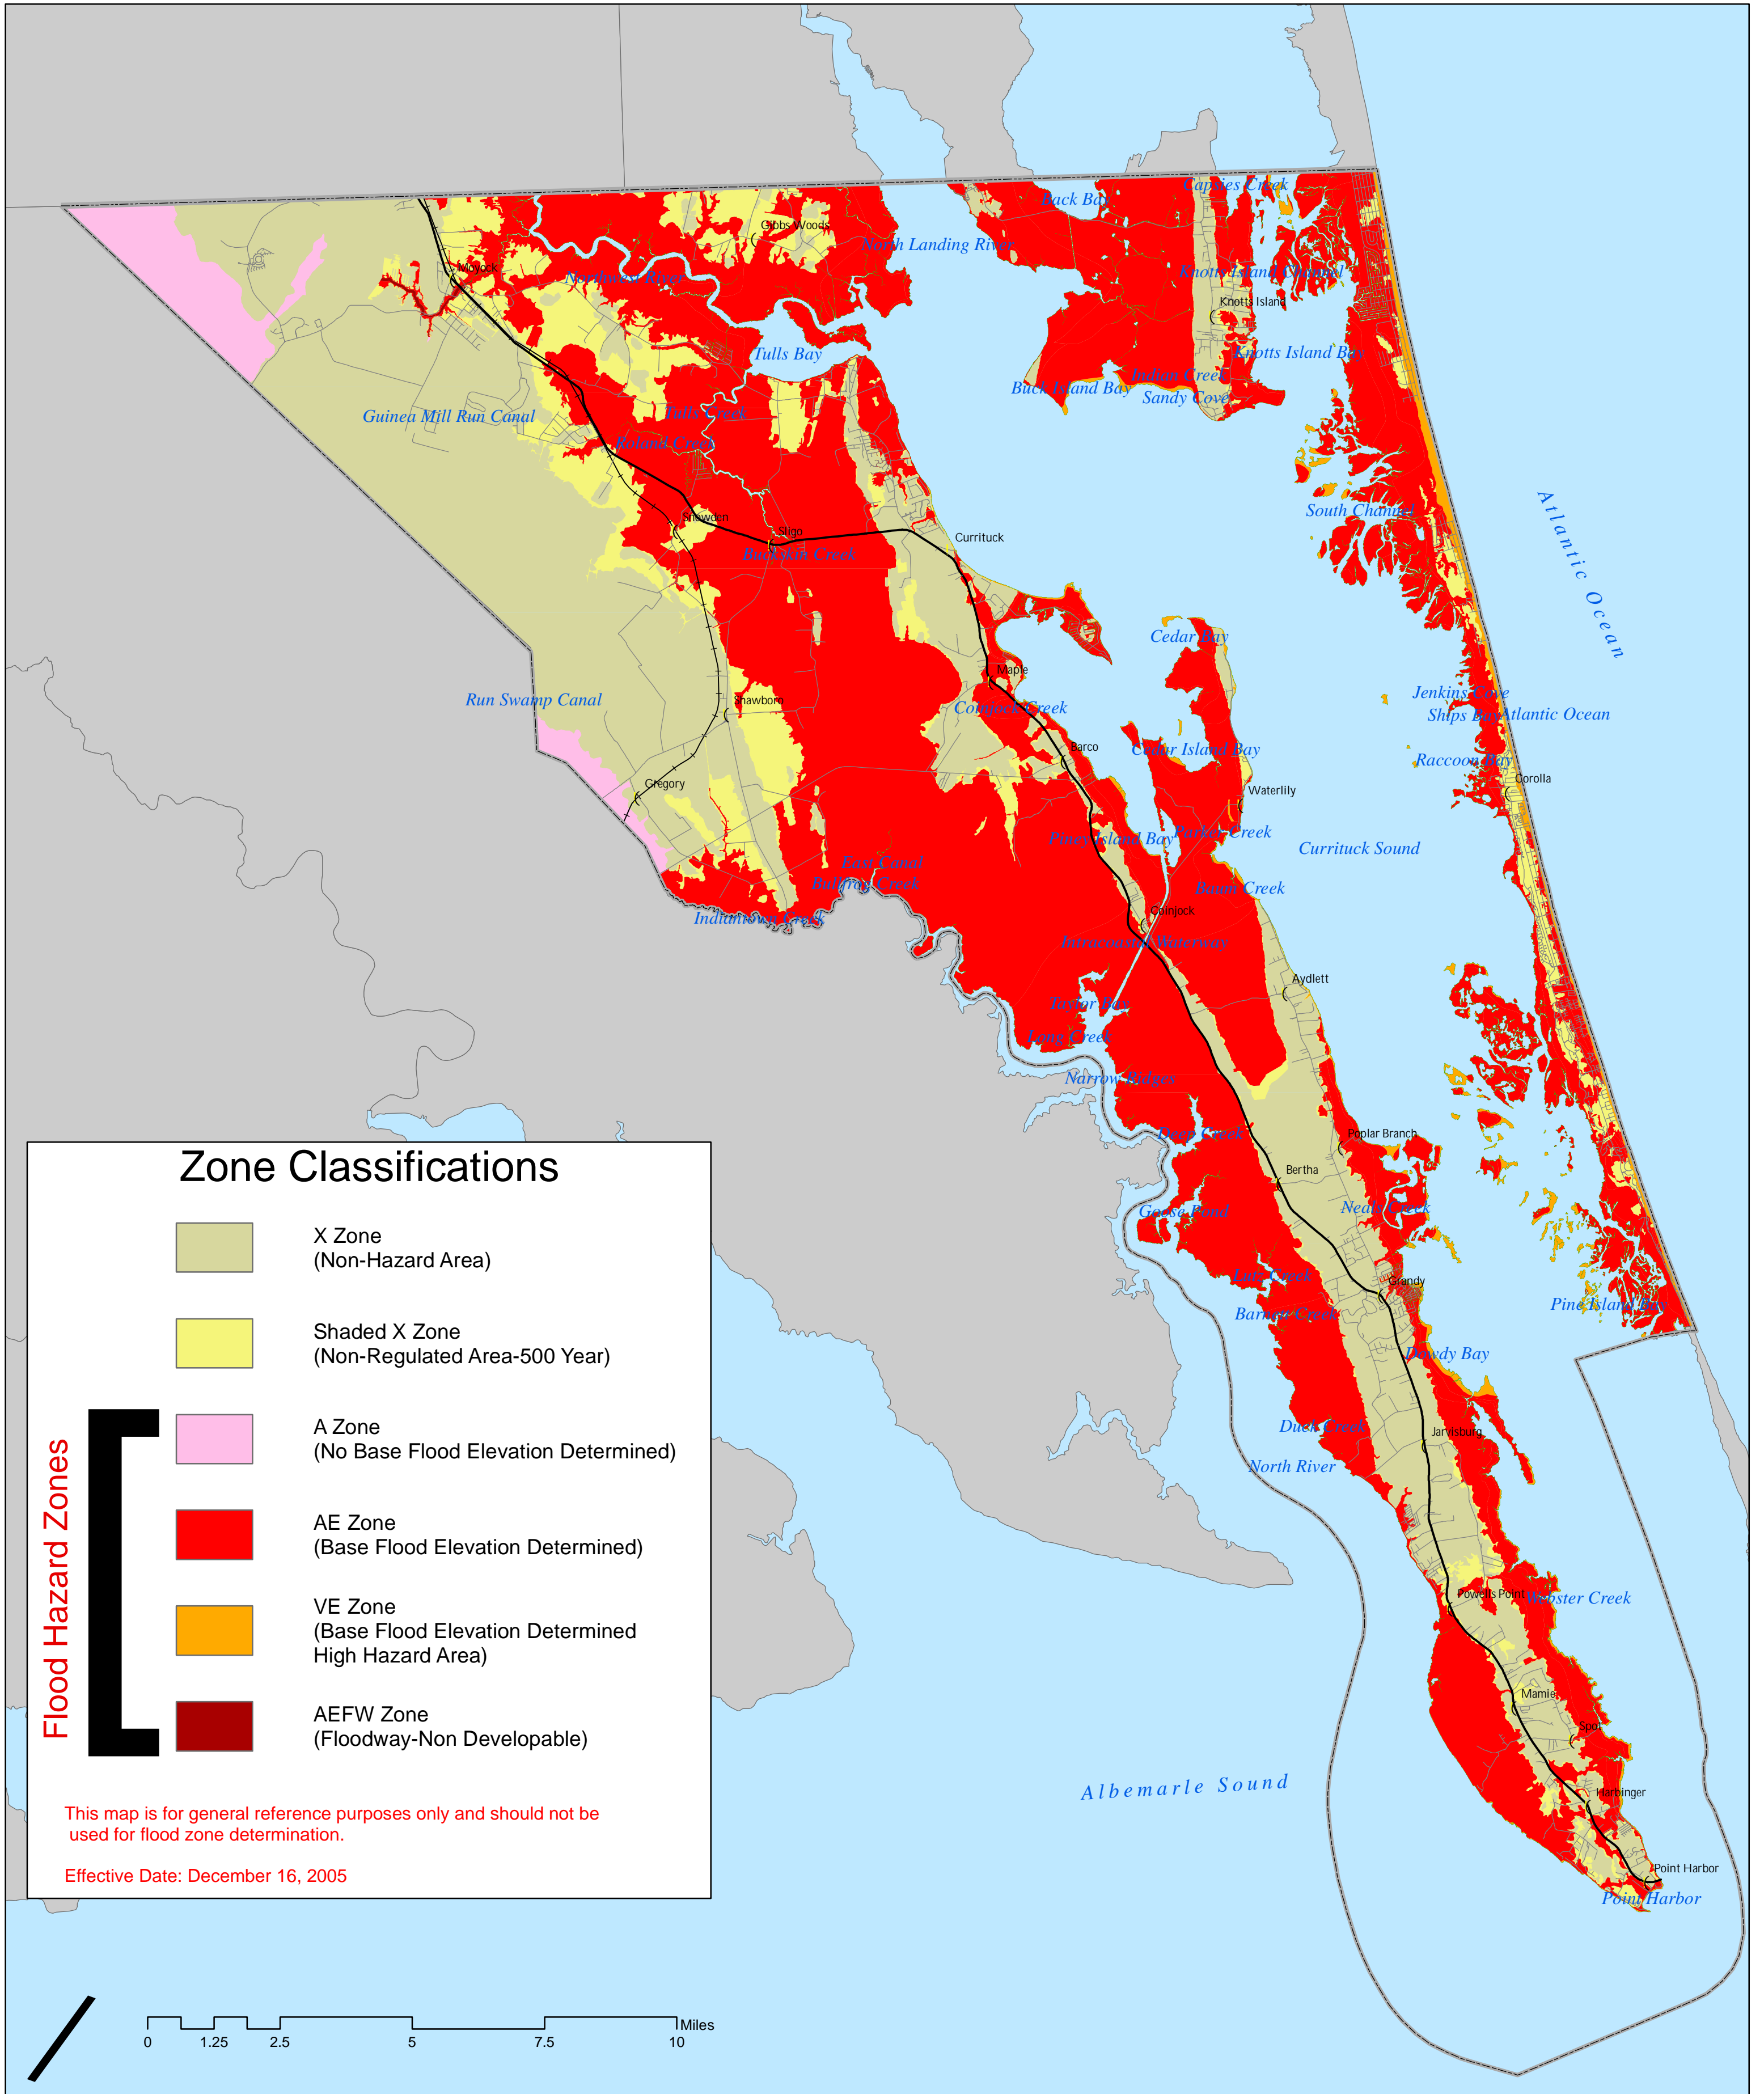 Capsies Creek
Back Bay
Gibbs Woods
North Landing River
Moyock
Northwest River
Knotts Island Channel
Knotts Island
Tulls Bay
Knotts Island Bay
Indian Creek
Buck Island Bay
Sandy Cove
Guinea Mill Run Canal
Tulls Creek
Roland Creek
South Channel
Snowden
Sligo
Currituck
Buckskin Creek
Atlantic Ocean
Cedar Bay
Maple
Run Swamp Canal
Shawboro
Coinjock Creek
Jenkins Cove
Ships Bay
Atlantic Ocean
Barco
Cedar Island Bay
Raccoon Bay
Corolla
Gregory
Waterlily
Piney Island Bay
Parker Creek
Currituck Sound
East Canal
Bullfrog Creek
Baum Creek
Indiantown Creek
Coinjock
Intracoastal Waterway
Aydlett
Taylor Bay
Long Creek
Narrow Ridges
Deep Creek
Poplar Branch
Bertha
Goose Pond
Neals Creek
Lutz Creek
Grandy
Barnett Creek
Pine Island Bay
Dowdy Bay
Duck Creek
Jarvisburg
North River
Powells Point
Webster Creek
Mamie
Spot
Albemarle Sound
Harbinger
Point Harbor
Point Harbor
Zone Classifications
X Zone
(Non-Hazard Area)
Shaded X Zone
(Non-Regulated Area-500 Year)
Flood Hazard Zones
A Zone
(No Base Flood Elevation Determined)
AE Zone
(Base Flood Elevation Determined)
VE Zone
(Base Flood Elevation Determined
High Hazard Area)
AEFW Zone
(Floodway-Non Developable)
This map is for general reference purposes only and should not be
used for flood zone determination.
Effective Date: December 16, 2005
0 1.25 2.5 5 7.5 10 Miles